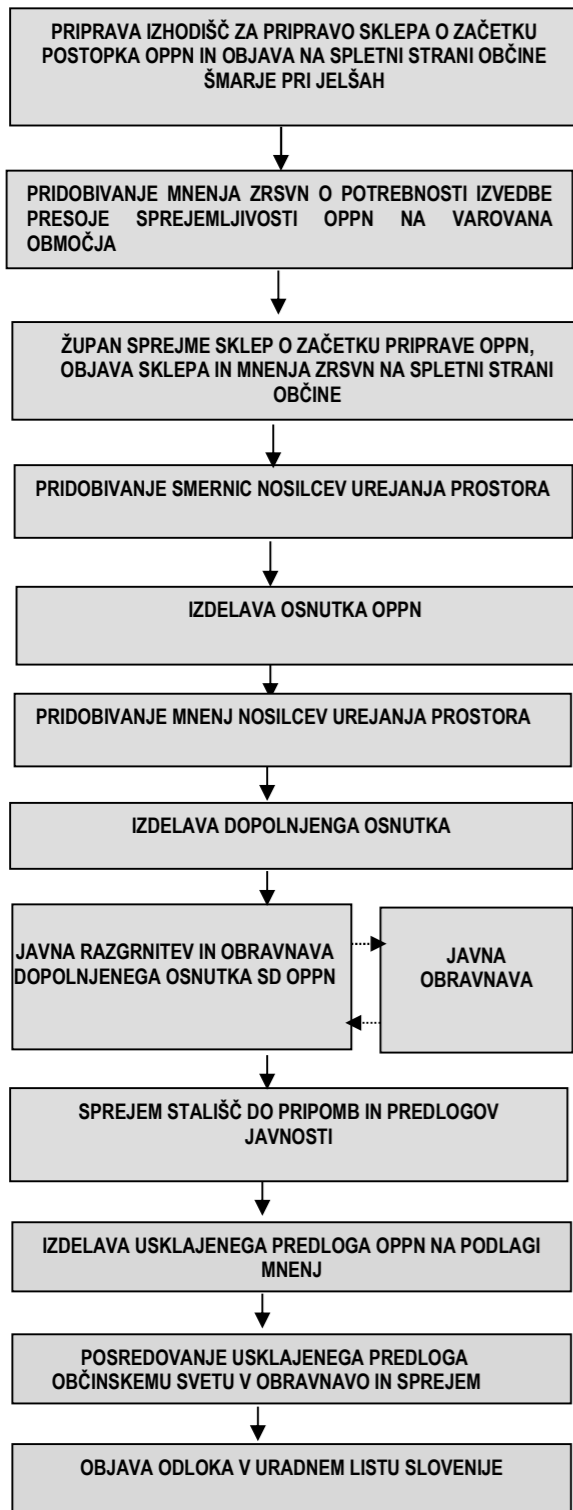 PRIPRAVA IZHODIŠČ ZA PRIPRAVO SKLEPA O ZAČETKU
POSTOPKA OPPN IN OBJAVA NA SPLETNI STRANI OBČINE
ŠMARJE PRI JELŠAH
PRIDOBIVANJE MNENJA ZRSVN O POTREBNOSTI IZVEDBE
PRESOJE SPREJEMLJIVOSTI OPPN NA VAROVANA
OBMOČJA
ŽUPAN SPREJME SKLEP O ZAČETKU PRIPRAVE OPPN,
OBJAVA SKLEPA IN MNENJA ZRSVN NA SPLETNI STRANI
OBČINE
PRIDOBIVANJE SMERNIC NOSILCEV UREJANJA PROSTORA
IZDELAVA OSNUTKA OPPN
PRIDOBIVANJE MNENJ NOSILCEV UREJANJA PROSTORA
IZDELAVA DOPOLNJENGA OSNUTKA
JAVNA RAZGRNITEV IN OBRAVNAVA
DOPOLNJENEGA OSNUTKA SD OPPN
JAVNA
OBRAVNAVA
SPREJEM STALIŠČ DO PRIPOMB IN PREDLOGOV
JAVNOSTI
IZDELAVA USKLAJENEGA PREDLOGA OPPN NA PODLAGI
MNENJ
POSREDOVANJE USKLAJENEGA PREDLOGA
OBČINSKEMU SVETU V OBRAVNAVO IN SPREJEM
OBJAVA ODLOKA V URADNEM LISTU SLOVENIJE